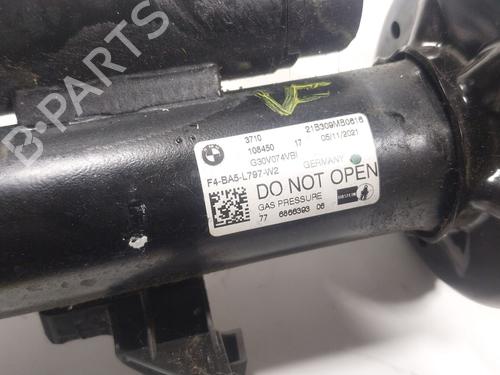 B-PARTS
3710
108450 17
G30V074VBI
21B309MB0616
05/11/2021
GERMANY
F4-BA5-L797-W2
DO NOT OPEN
GAS PRESSURE
77 6866393 06